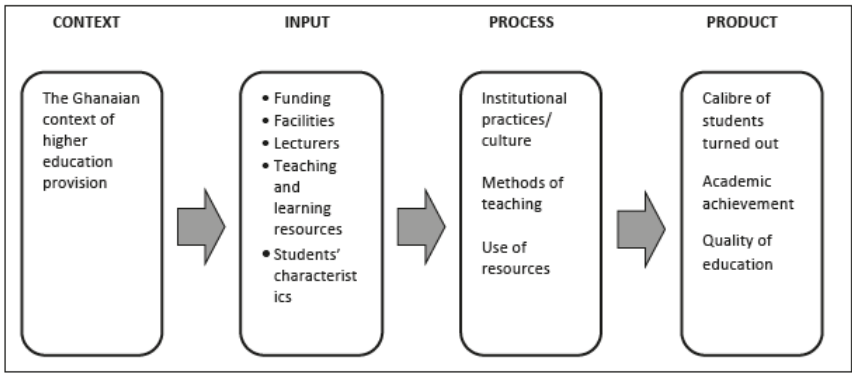 CONTEXT
INPUT
PROCESS
PRODUCT
The Ghanaian
context of
higher
education
provision
• Funding
• Facilities
• Lecturers
• Teaching
and
learning
resources
• Students’
characterist
ics
Institutional
practices/
culture
Methods of
teaching
Use of
resources
Calibre of
students
turned out
Academic
achievement
Quality of
education